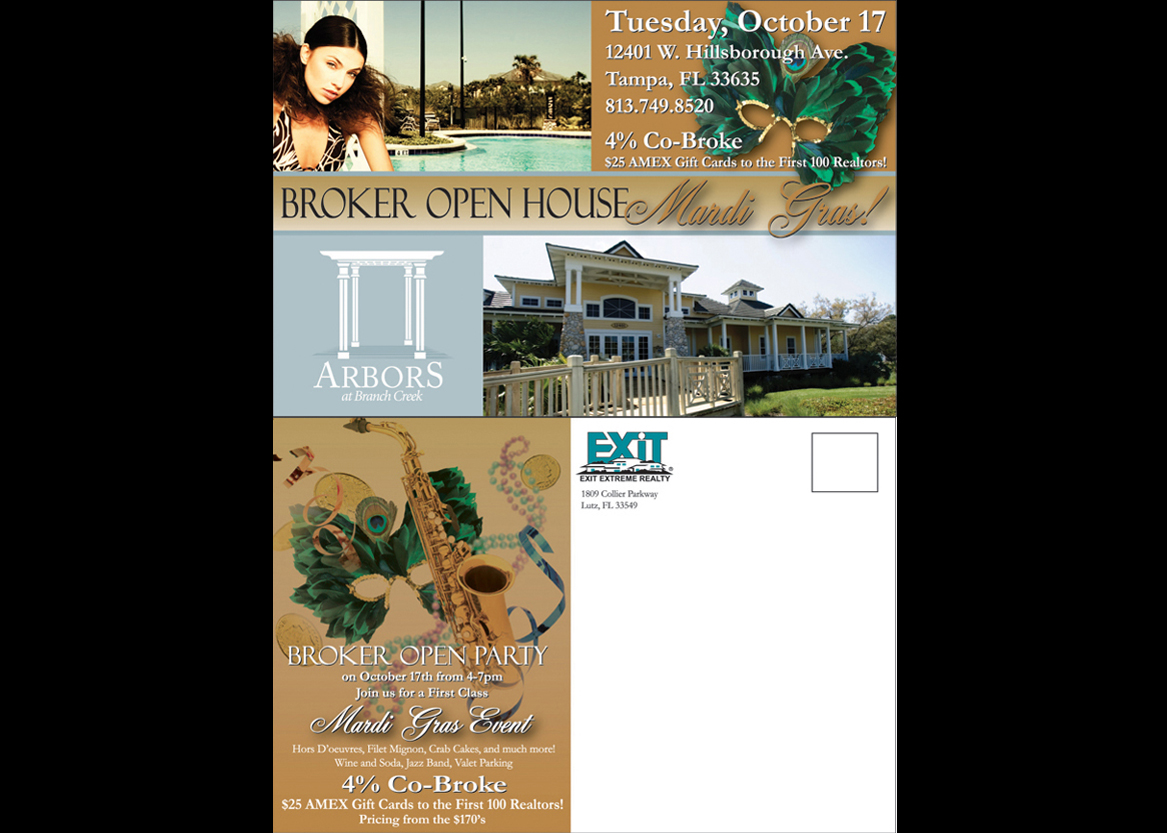 Tuesday, October 17
12401 W. Hillsborough Ave.
Tampa, FL 33635
813.749.8520
4% Co-Broke
$25 AMEX Gift Cards to the First 100 Realtors!
BROKER OPEN HOUSE Mardi Gras!
ARBORS
at Branch Creek
BROKER OPEN PARTY
on October 17th from 4-7pm
Join us for a First Class
Mardi Gras Event
Hors D'oeuvres, Filet Mignon, Crab Cakes, and much more!
Wine and Soda, Jazz Band, Valet Parking
4% Co-Broke
$25 AMEX Gift Cards to the First 100 Realtors!
Pricing from the $170's
EXiT
EXIT EXTREME REALTY
1809 Collier Parkway
Lutz, FL 33549